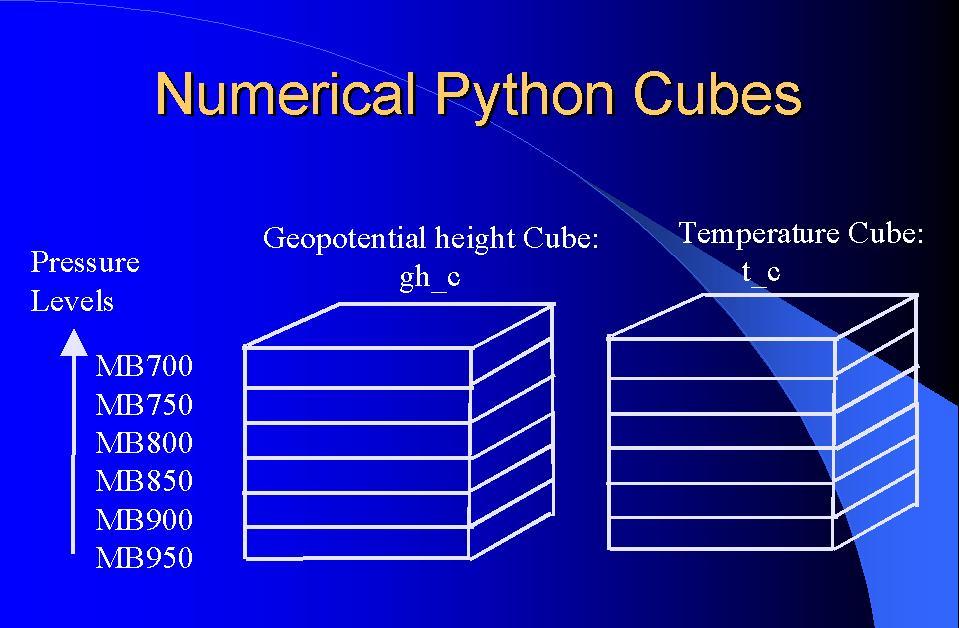 Numerical Python Cubes
Pressure
Levels
MB700
MB750
MB800
MB850
MB900
MB950
Geopotential height Cube:
gh_c
Temperature Cube:
t_c